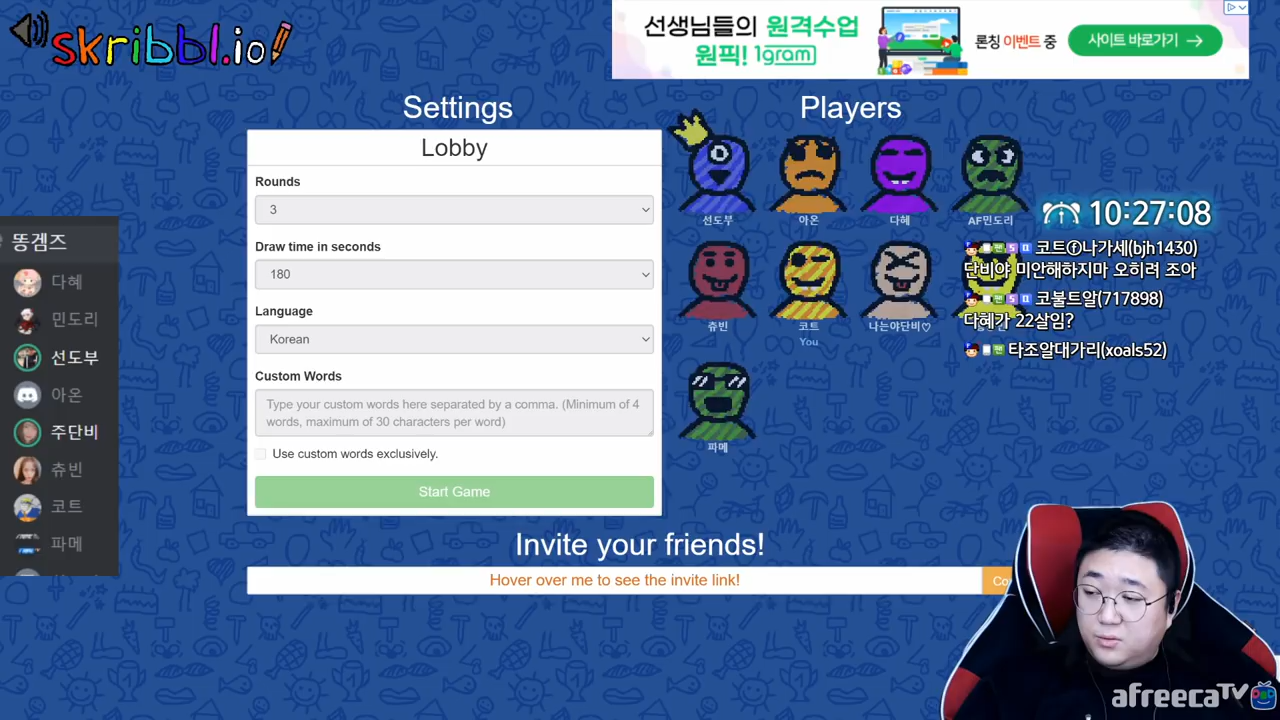 skribbl.io!
선생님들의 원격수업
원픽! 1gram
론칭 이벤트 중
사이트 바로가기 →
Settings
Players
Lobby
Rounds
3
Draw time in seconds
180
Language
Korean
Custom Words
Type your custom words here separated by a comma. (Minimum of 4
words, maximum of 30 characters per word)
Use custom words exclusively.
Start Game
선도부
아온
다혜
AF민도리
츄빈
코트
You
나는야단비♡
파메
10:27:08
코트ⓕ나가세(bjh1430)
단비야 미안해하지마 오히려 조아
코불트알(717898)
다혜가 22살임?
타조알대가리(xoals52)
똥겜즈
다혜
민도리
선도부
아온
주단비
츄빈
코트
파메
Invite your friends!
Hover over me to see the invite link!
Co
afreecaTV